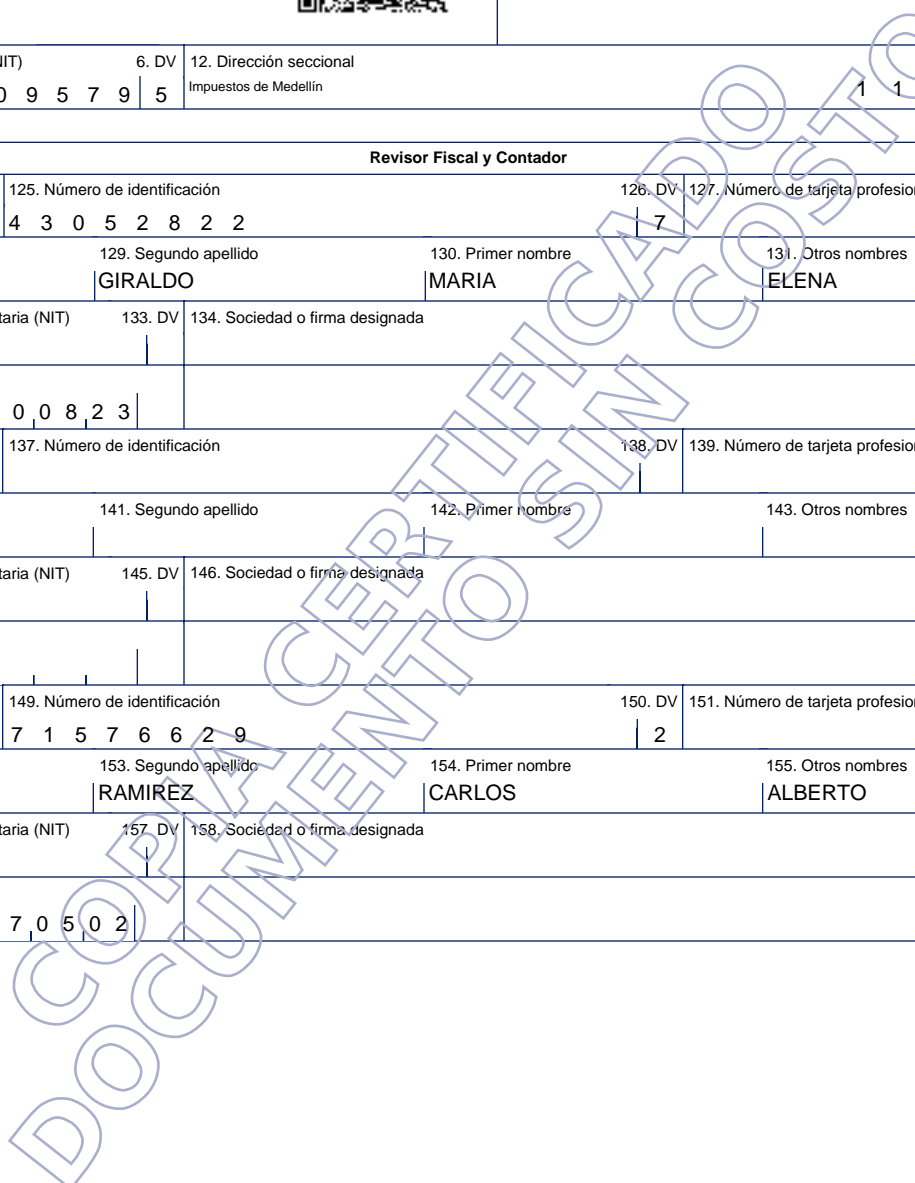 NIT) 6. DV 12. Dirección seccional
0 9 5 7 9 5 Impuestos de Medellín 1 1
Revisor Fiscal y Contador
125. Número de identificación 126. DV 127. Número de tarjeta profesion
4 3 0 5 2 8 2 2 7
129. Segundo apellido 130. Primer nombre 131. Otros nombres
GIRALDO MARIA ELENA
taria (NIT) 133. DV 134. Sociedad o firma designada
0 0 8 2 3
137. Número de identificación 138. DV 139. Número de tarjeta profesion
141. Segundo apellido 142. Primer nombre 143. Otros nombres
taria (NIT) 145. DV 146. Sociedad o firma designada
149. Número de identificación 150. DV 151. Número de tarjeta profesion
7 1 5 7 6 6 2 9 2
153. Segundo apellido 154. Primer nombre 155. Otros nombres
RAMIREZ CARLOS ALBERTO
taria (NIT) 157. DV 158. Sociedad o firma designada
7 0 5 0 2
COPIA CERTIFICADO
DOCUMENTO SIN COSTO